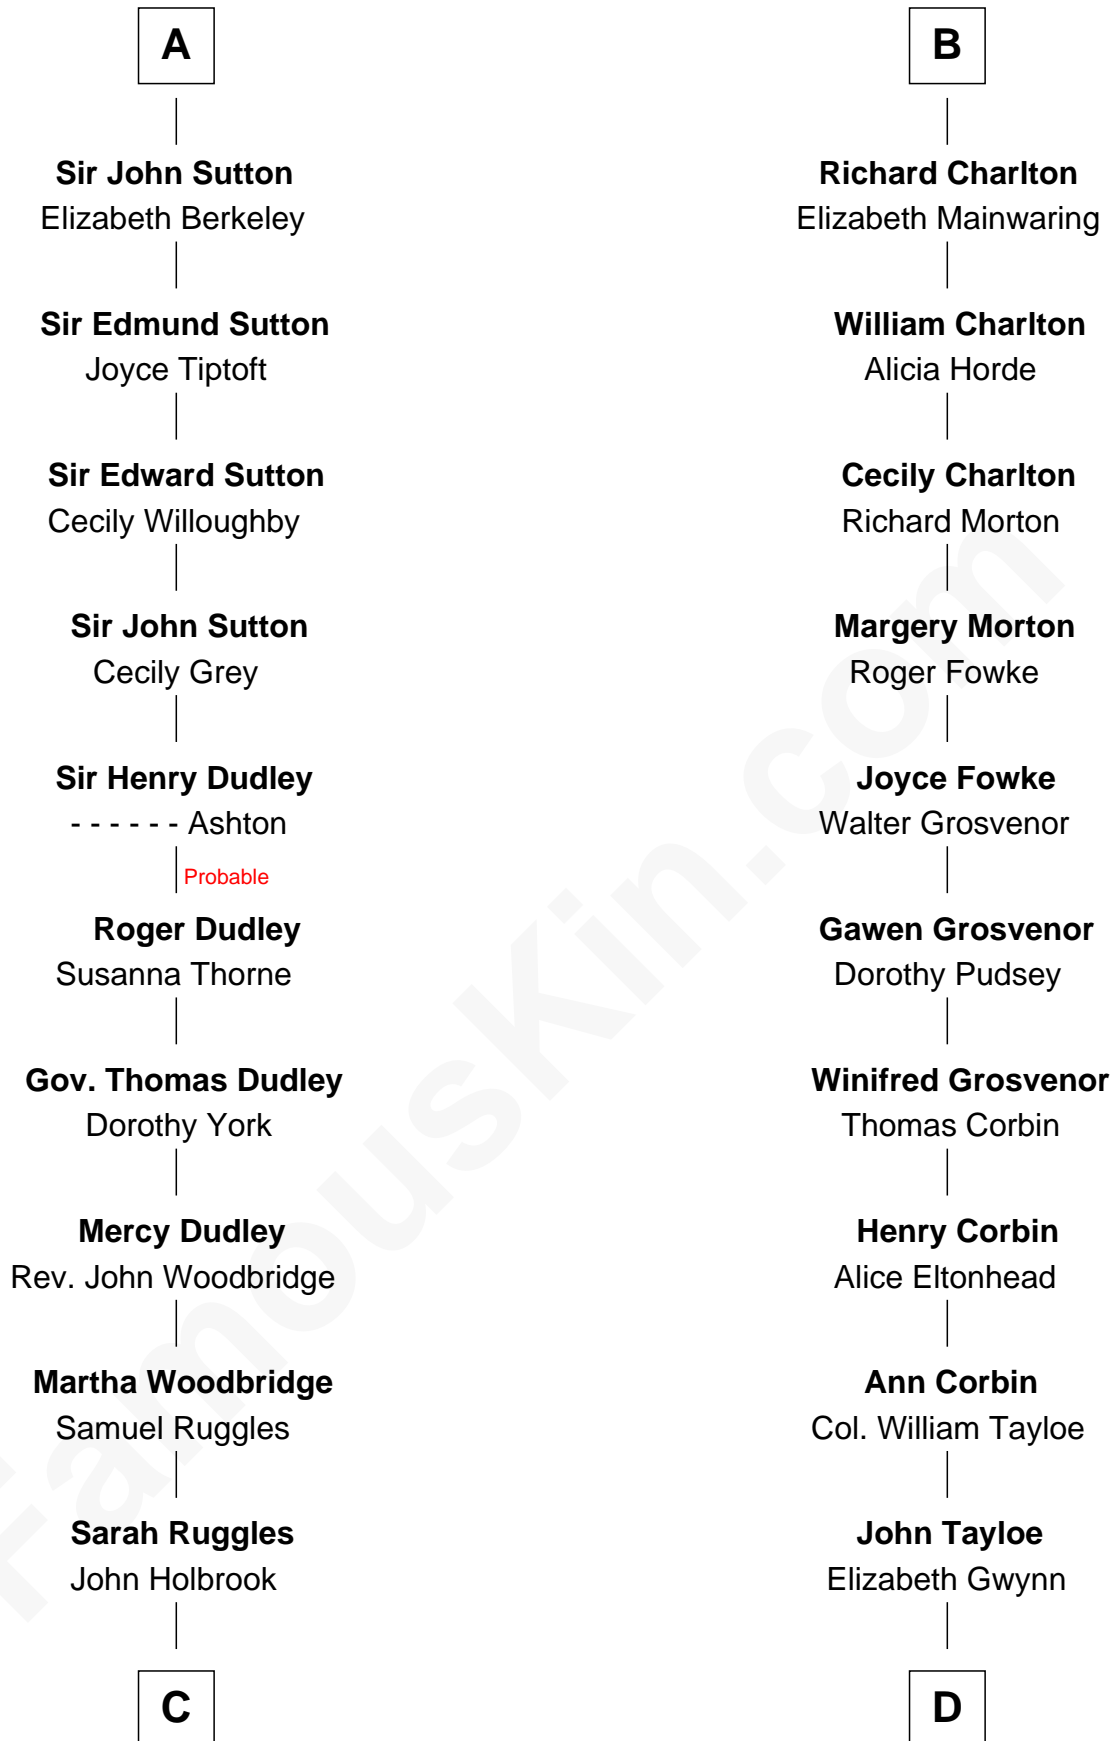 A
Sir John Sutton
Elizabeth Berkeley
Sir Edmund Sutton
Joyce Tiptoft
Sir Edward Sutton
Cecily Willoughby
Sir John Sutton
Cecily Grey
Sir Henry Dudley
- - - - - - Ashton
Probable
Roger Dudley
Susanna Thorne
Gov. Thomas Dudley
Dorothy York
Mercy Dudley
Rev. John Woodbridge
Martha Woodbridge
Samuel Ruggles
Sarah Ruggles
John Holbrook
C
B
Richard Charlton
Elizabeth Mainwaring
William Charlton
Alicia Horde
Cecily Charlton
Richard Morton
Margery Morton
Roger Fowke
Joyce Fowke
Walter Grosvenor
Gawen Grosvenor
Dorothy Pudsey
Winifred Grosvenor
Thomas Corbin
Henry Corbin
Alice Eltonhead
Ann Corbin
Col. William Tayloe
John Tayloe
Elizabeth Gwynn
D
FamousKin.com